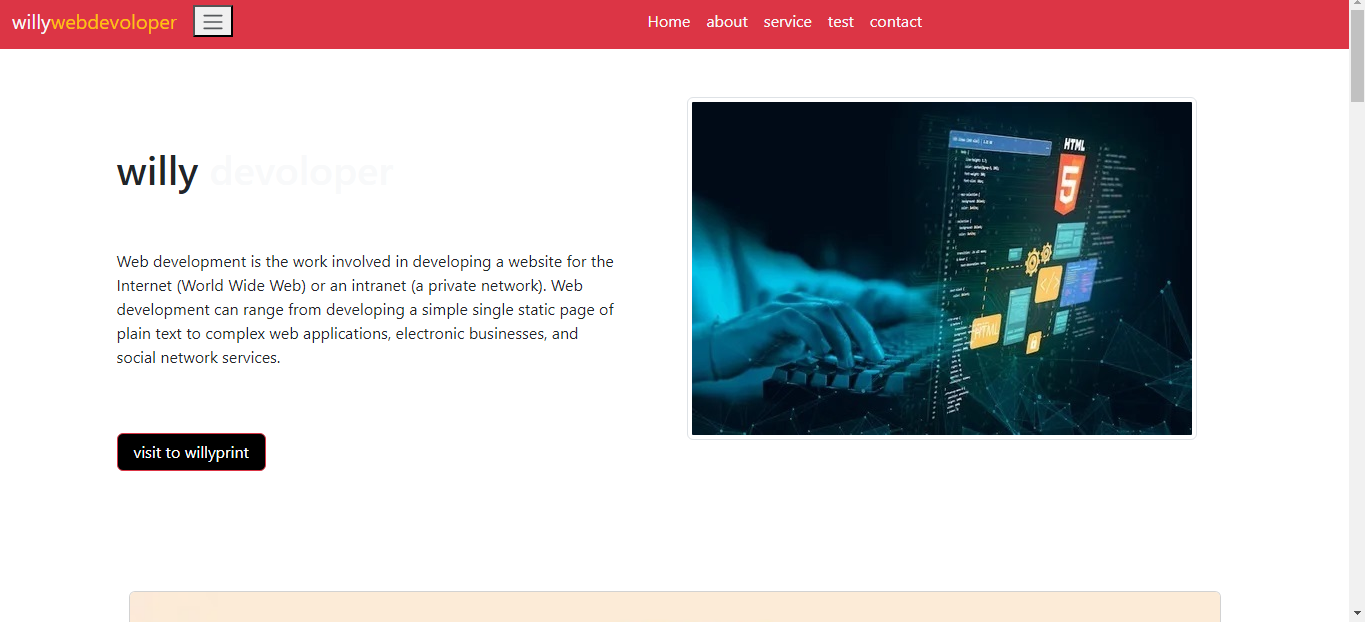 willywebdevoloper
Home about service test contact
willy devoloper
Web development is the work involved in developing a website for the
Internet (World Wide Web) or an intranet (a private network). Web
development can range from developing a simple single static page of
plain text to complex web applications, electronic businesses, and
social network services.
visit to willyprint
HTML
5
</>
HTML